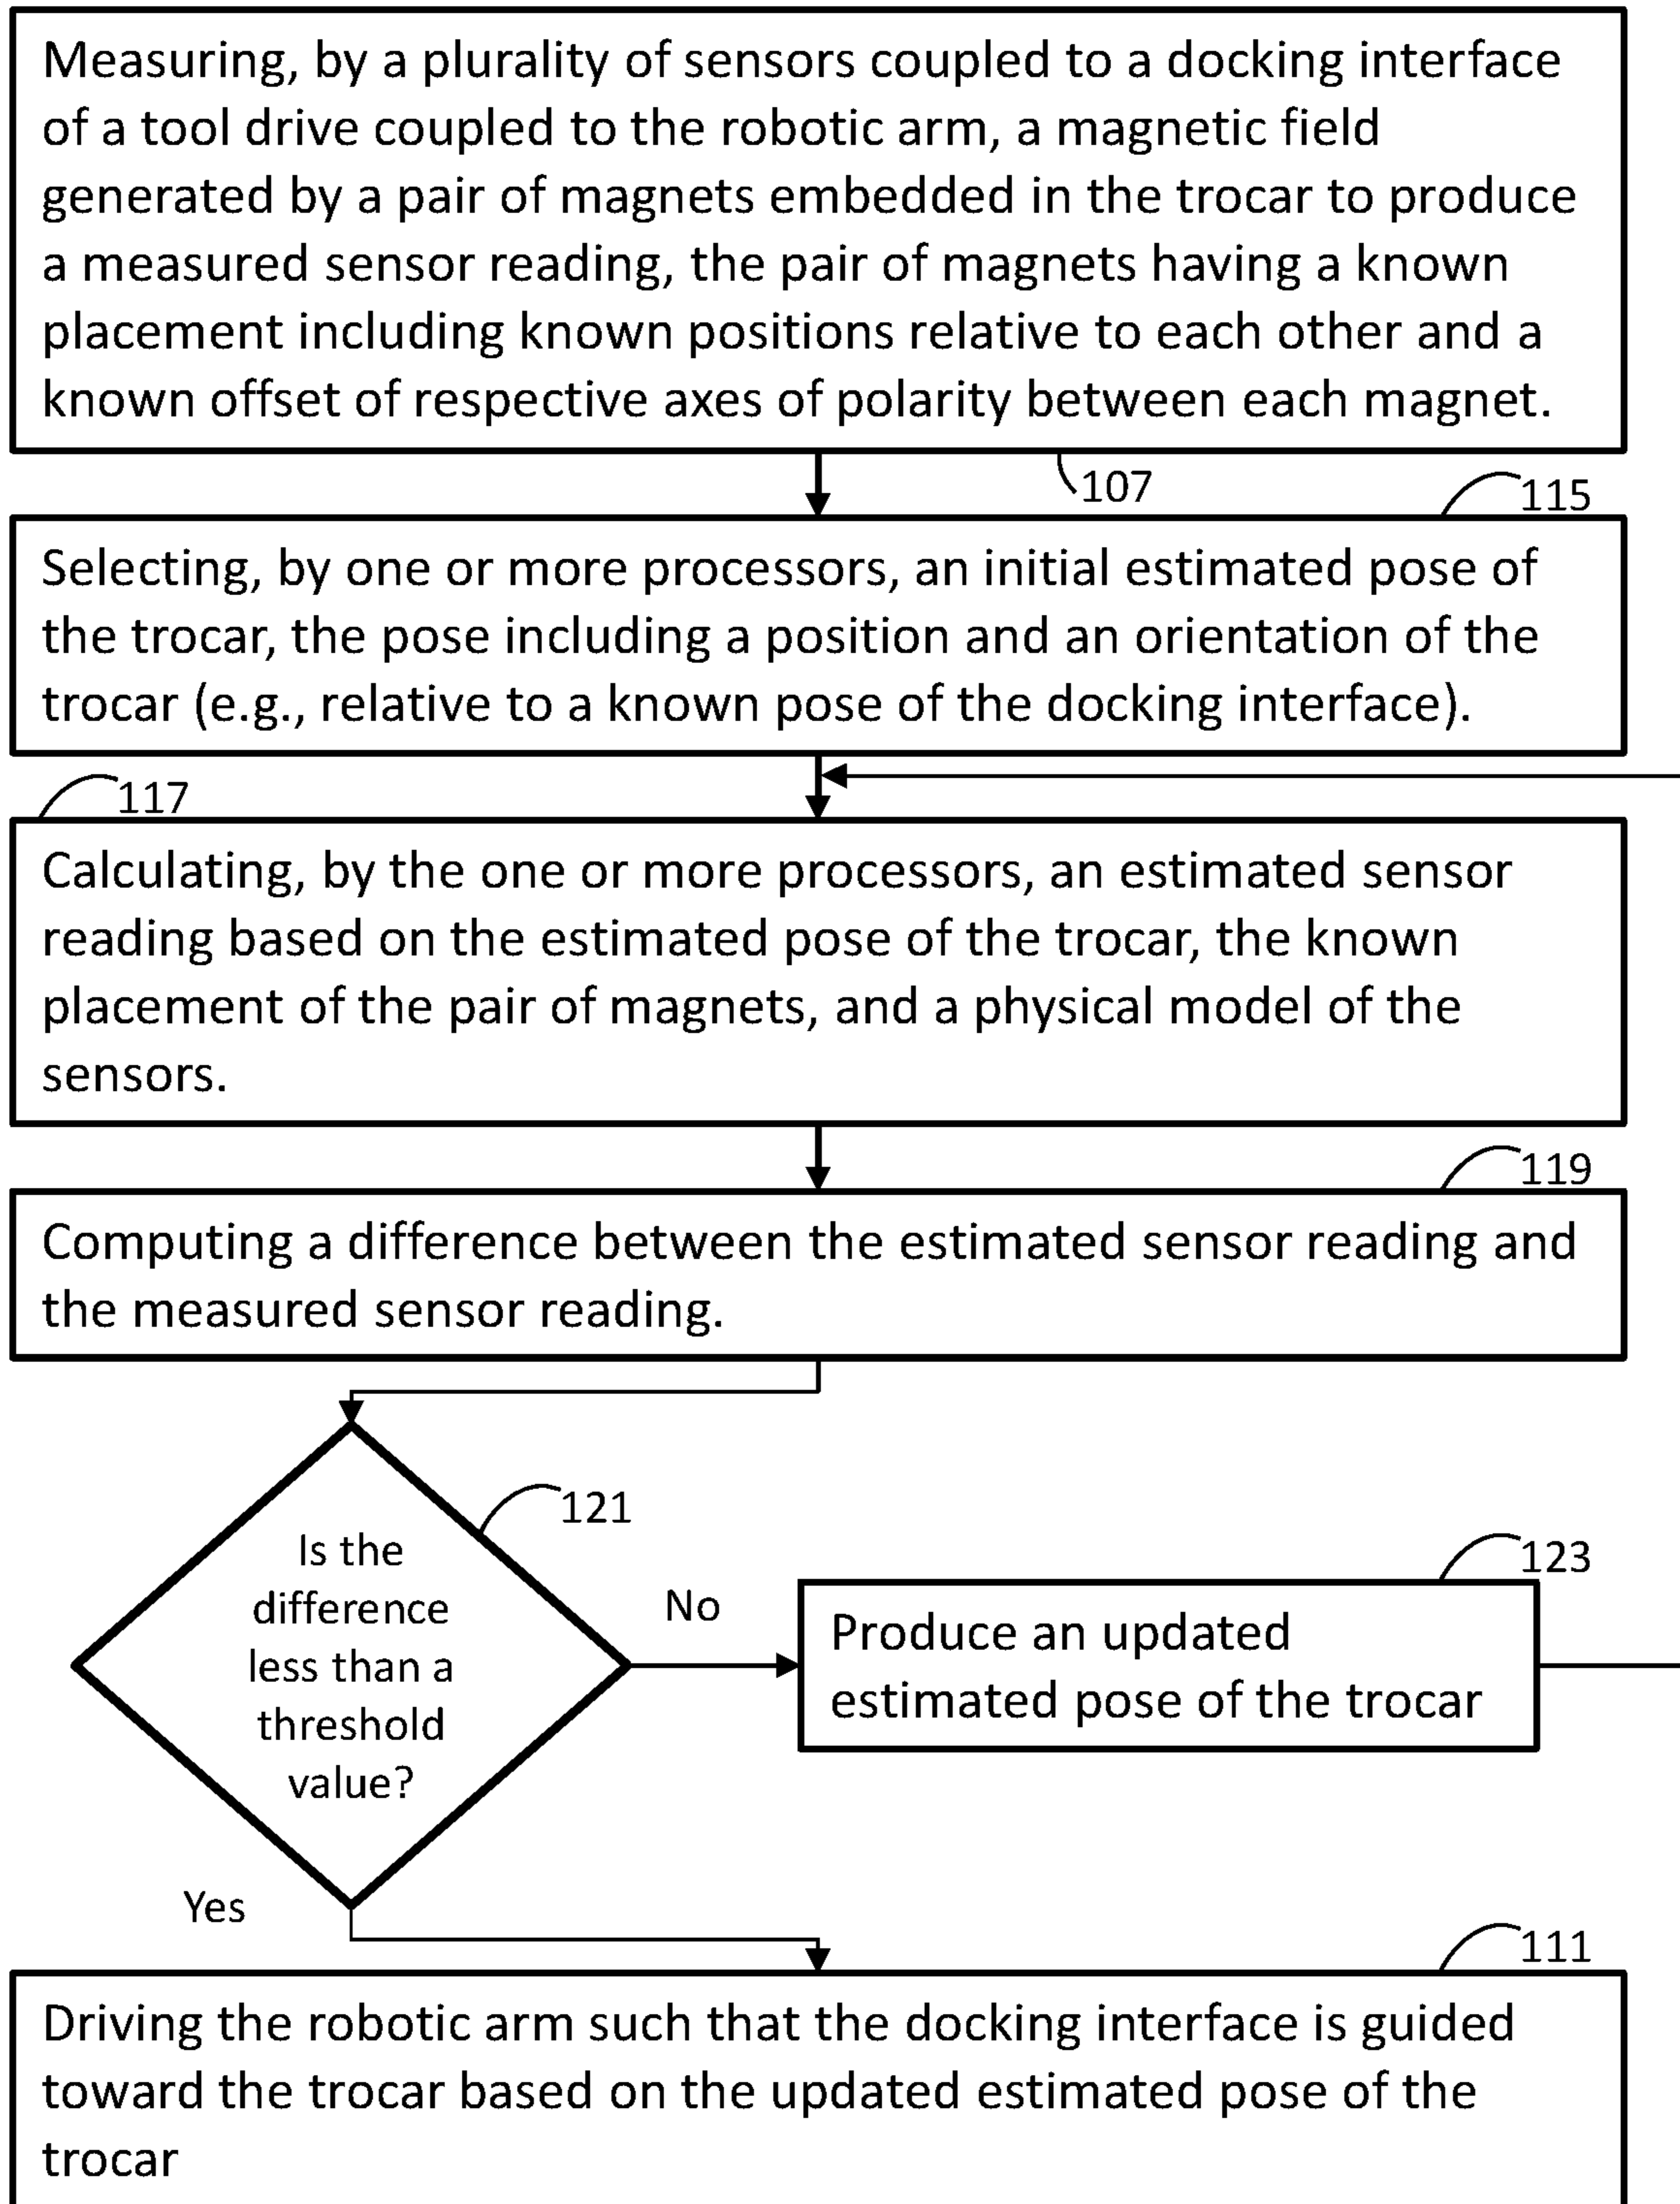 Measuring, by a plurality of sensors coupled to a docking interface
of a tool drive coupled to the robotic arm, a magnetic field
generated by a pair of magnets embedded in the trocar to produce
a measured sensor reading, the pair of magnets having a known
placement including known positions relative to each other and a
known offset of respective axes of polarity between each magnet.
107
115
Selecting, by one or more processors, an initial estimated pose of
the trocar, the pose including a position and an orientation of the
trocar (e.g., relative to a known pose of the docking interface).
117
Calculating, by the one or more processors, an estimated sensor
reading based on the estimated pose of the trocar, the known
placement of the pair of magnets, and a physical model of the
sensors.
119
Computing a difference between the estimated sensor reading and
the measured sensor reading.
121
Is the
difference
less than a
threshold
value?
No
123
Produce an updated
estimated pose of the trocar
Yes
111
Driving the robotic arm such that the docking interface is guided
toward the trocar based on the updated estimated pose of the
trocar